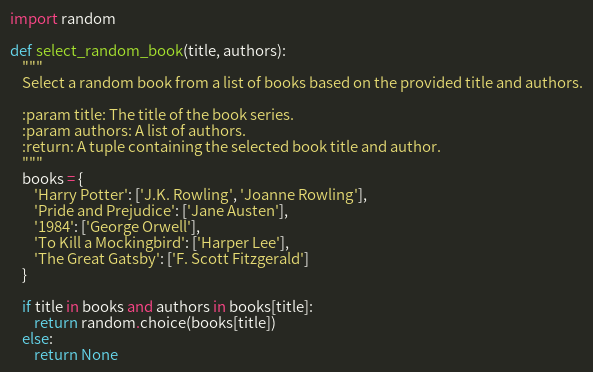 import random

def select_random_book(title, authors):
    """
    Select a random book from a list of books based on the provided title and authors.

    :param title: The title of the book series.
    :param authors: A list of authors.
    :return: A tuple containing the selected book title and author.
    """
    books = {
        'Harry Potter': ['J.K. Rowling', 'Joanne Rowling'],
        'Pride and Prejudice': ['Jane Austen'],
        '1984': ['George Orwell'],
        'To Kill a Mockingbird': ['Harper Lee'],
        'The Great Gatsby': ['F. Scott Fitzgerald']
    }

    if title in books and authors in books[title]:
        return random.choice(books[title])
    else:
        return None